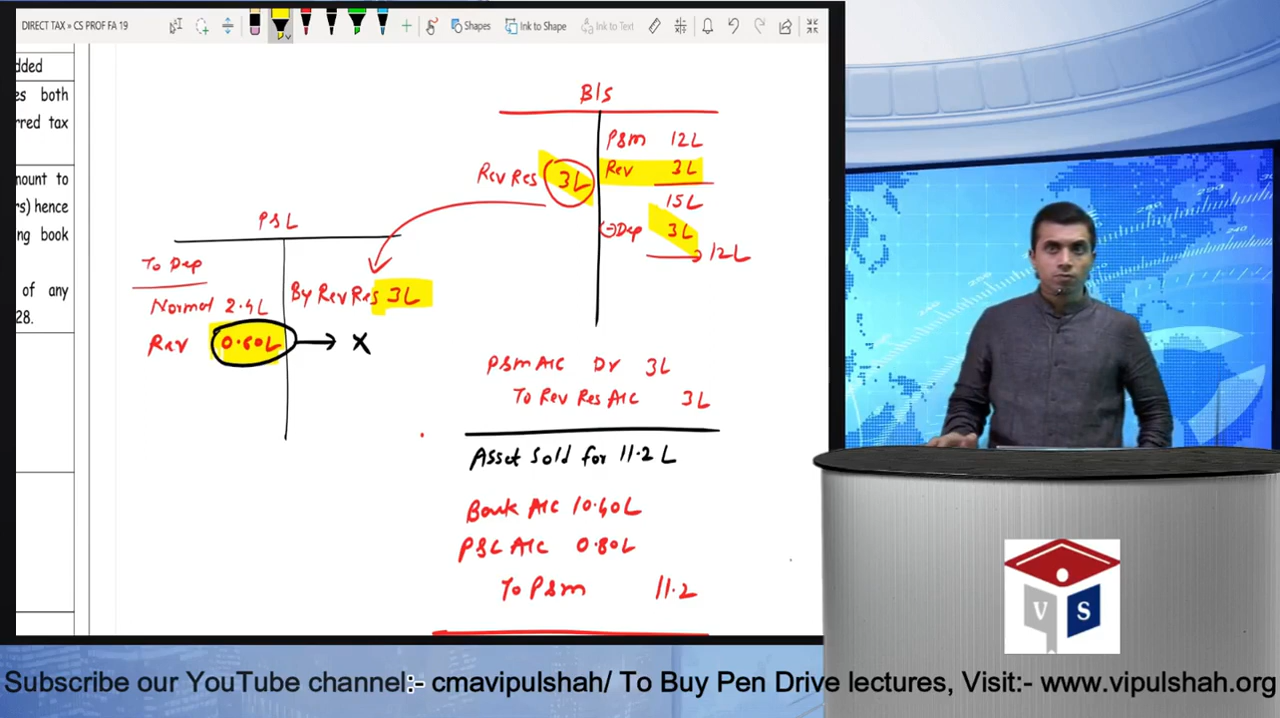 DIRECT TAX » CS PROF FA 19
Shapes
Ink to Shape
Ink to Text
dded
es both
rred tax
nount to
rs) hence
ng book
of any
28.
B/S
P&M 12L
Rev 3L
15L
(-) Dep 3L
12L
Rev Res 3L
P&L
To Dep
Normal 2.4L
Rev 0.60L
X
By Rev Res 3L
P&M A/C Dr 3L
To Rev Res A/C 3L
Asset Sold for 11.2 L
Bank A/C 10.40L
P&L A/C 0.80L
To P&M 11.2
V S
Subscribe our YouTube channel:- cmavipulshah/ To Buy Pen Drive lectures, Visit:- www.vipulshah.org